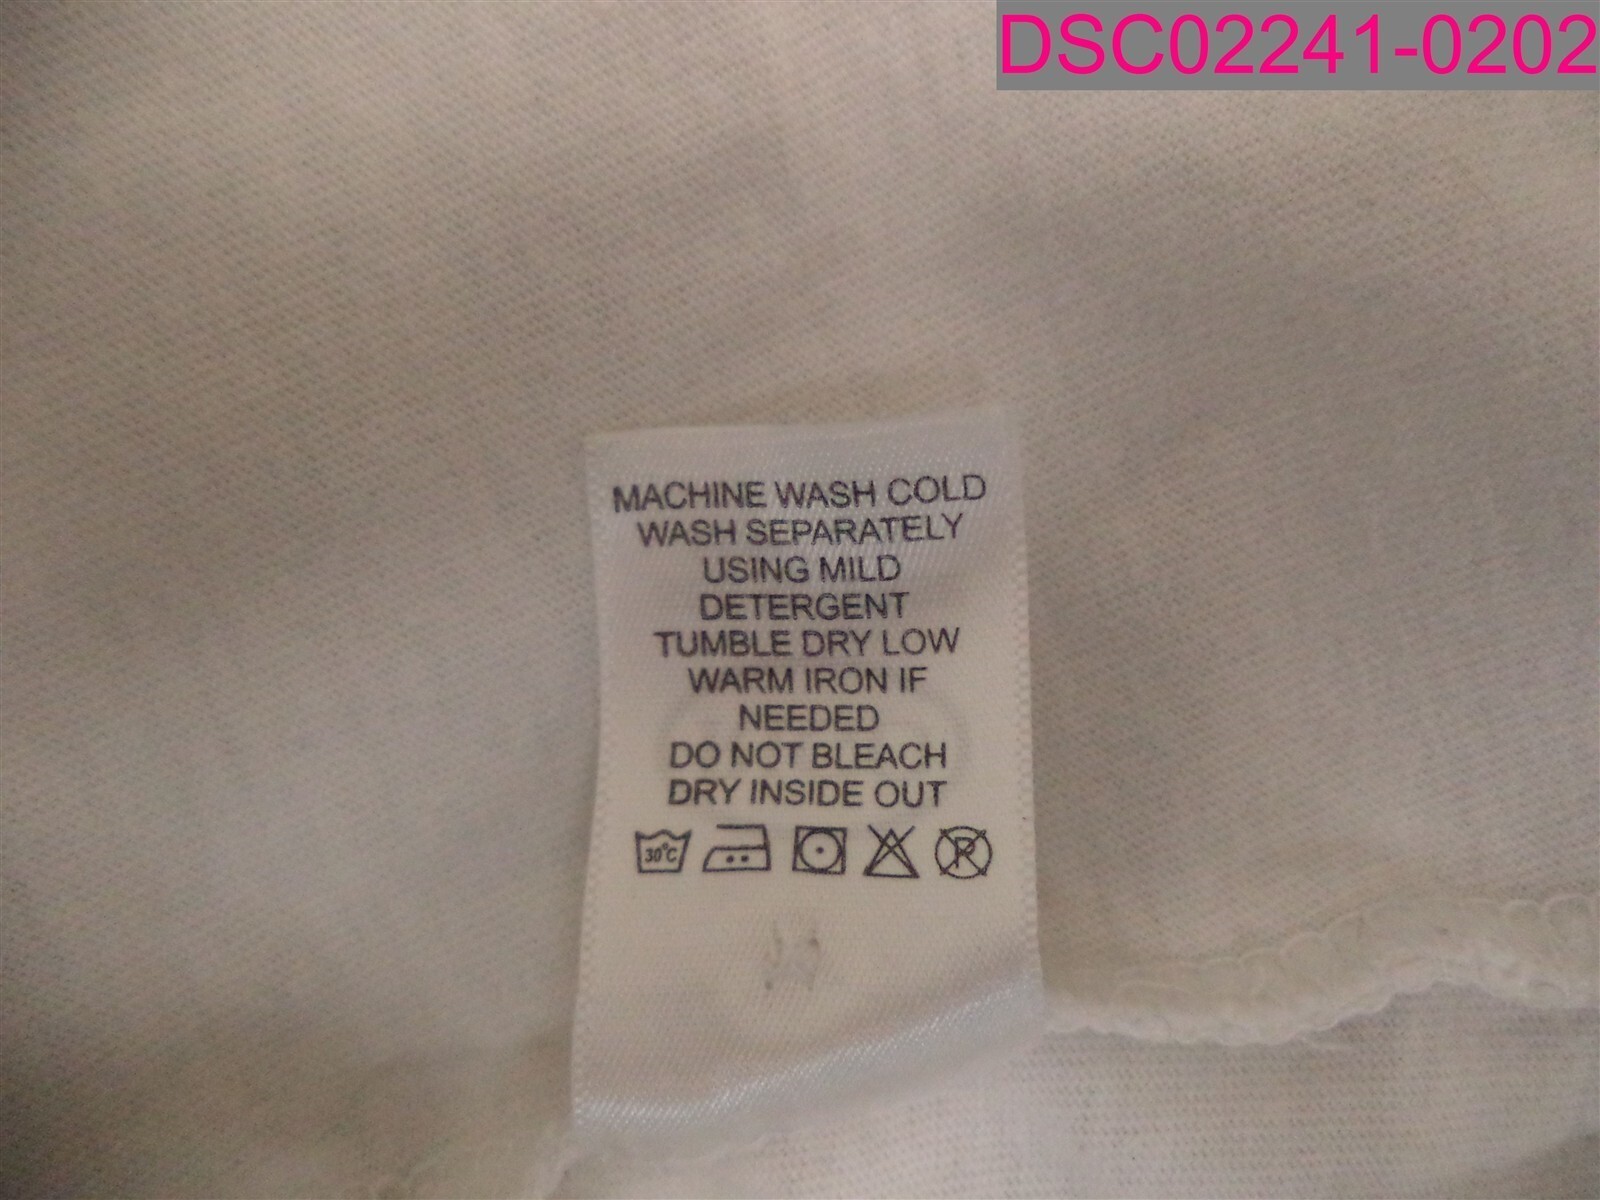 DSC02241-0202
MACHINE WASH COLD
WASH SEPARATELY
USING MILD
DETERGENT
TUMBLE DRY LOW
WARM IRON IF
NEEDED
DO NOT BLEACH
DRY INSIDE OUT
30°C P